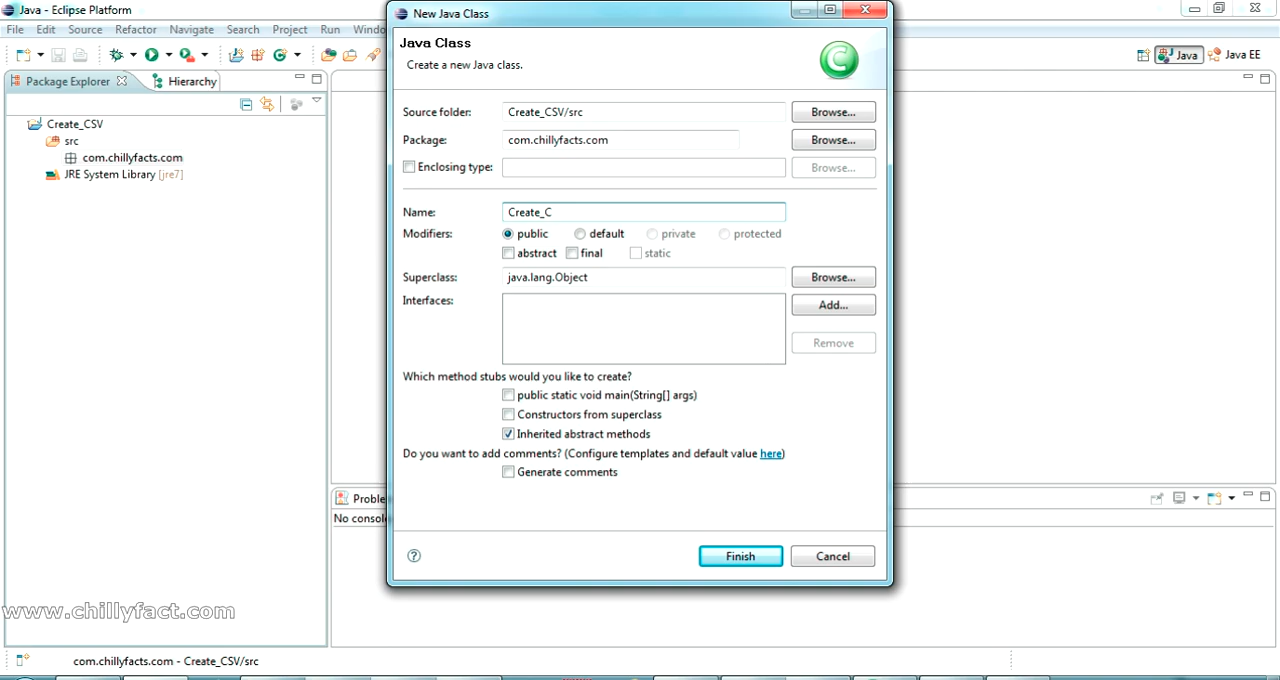 Java - Eclipse Platform
File Edit Source Refactor Navigate Search Project Run Windo
Java Java EE
Package Explorer Hierarchy
Create_CSV
src
com.chillyfacts.com
JRE System Library [jre7]
New Java Class
Java Class
Create a new Java class.
C
Source folder: Create_CSV/src Browse...
Package: com.chillyfacts.com Browse...
Enclosing type: Browse...
Name: Create_C
Modifiers: public default private protected
abstract final static
Superclass: java.lang.Object Browse...
Interfaces: Add...
Remove
Which method stubs would you like to create?
public static void main(String[] args)
Constructors from superclass
Inherited abstract methods
Do you want to add comments? (Configure templates and default value here)
Generate comments
? Finish Cancel
Proble
No consol
www.chillyfact.com
com.chillyfacts.com - Create_CSV/src